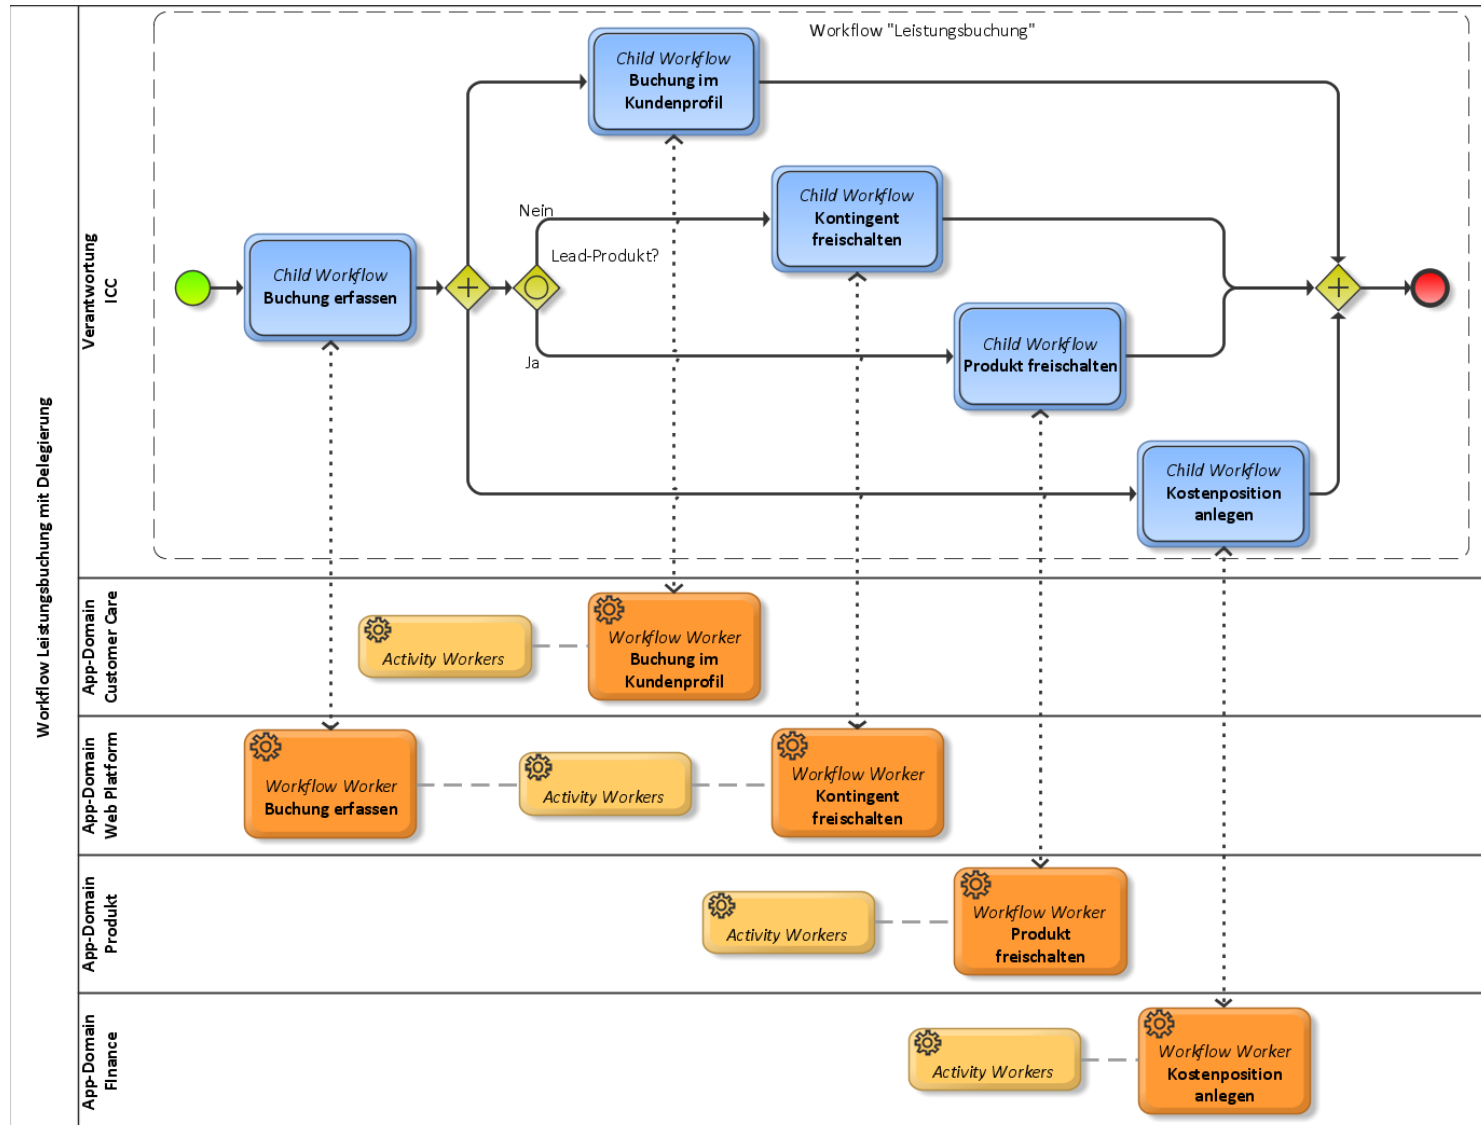 Workflow Leistungsbuchung mit Delegierung
Verantwortung
ICC
Workflow "Leistungsbuchung"
Child Workflow
Buchung im
Kundenprofil
Child Workflow
Kontingent
freischalten
Nein
Lead-Produkt?
Ja
Child Workflow
Buchung erfassen
Child Workflow
Produkt freischalten
Child Workflow
Kostenposition
anlegen
App-Domain
Customer Care
Activity Workers
Workflow Worker
Buchung im
Kundenprofil
App-Domain
Web Platform
Workflow Worker
Buchung erfassen
Activity Workers
Workflow Worker
Kontingent
freischalten
App-Domain
Produkt
Activity Workers
Workflow Worker
Produkt
freischalten
App-Domain
Finance
Activity Workers
Workflow Worker
Kostenposition
anlegen